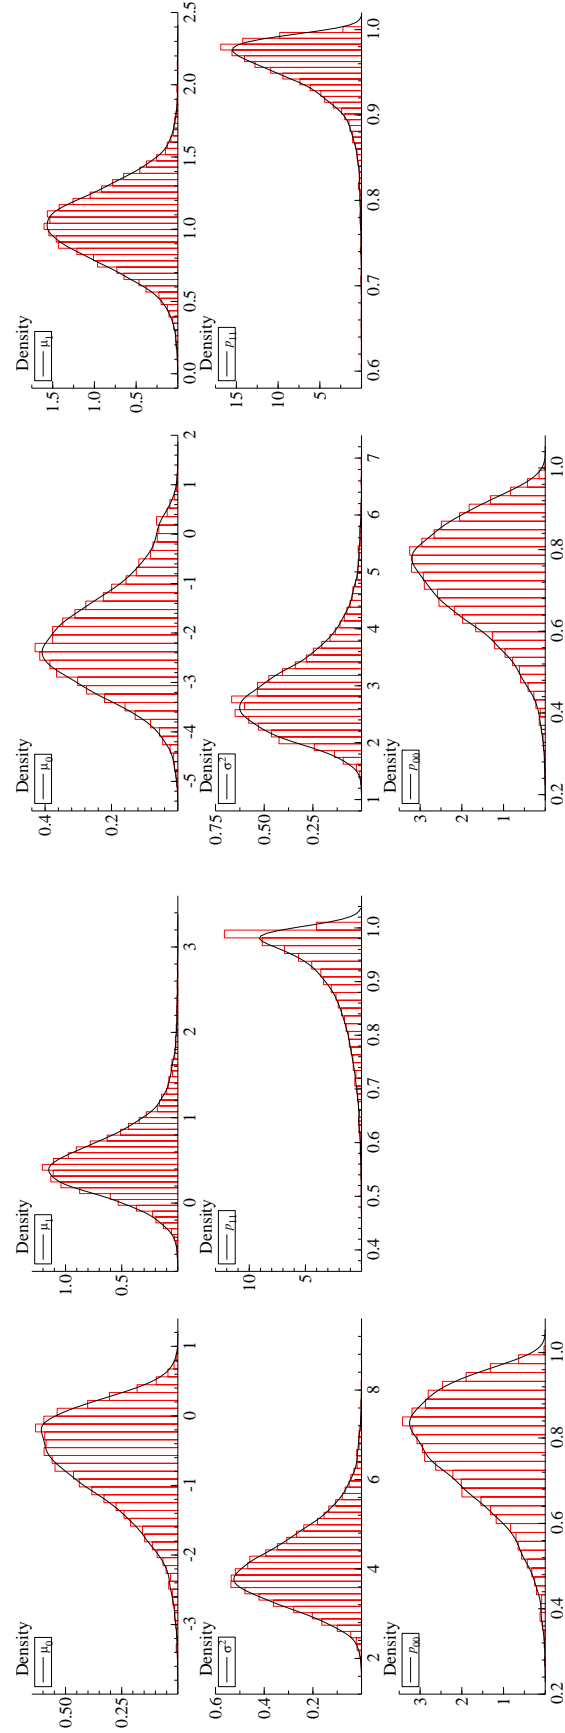 Density
μ₀
0.50
0.25
-3 -2 -1 0 1
Density
μ₁
1.0
0.5
0 1 2 3
Density
σ²
0.6
0.4
0.2
2 4 6 8
Density
p₁₁
10
5
0.4 0.5 0.6 0.7 0.8 0.9 1.0
Density
p₀₀
3
2
1
0.2 0.4 0.6 0.8 1.0
Density
μ₀
0.4
0.2
-5 -4 -3 -2 -1 0 1 2
Density
μ₁
1.5
1.0
0.5
0.0 0.5 1.0 1.5 2.0 2.5
Density
σ²
0.75
0.50
0.25
1 2 3 4 5 6 7
Density
p₁₁
15
10
5
0.6 0.7 0.8 0.9 1.0
Density
p₀₀
3
2
1
0.2 0.4 0.6 0.8 1.0